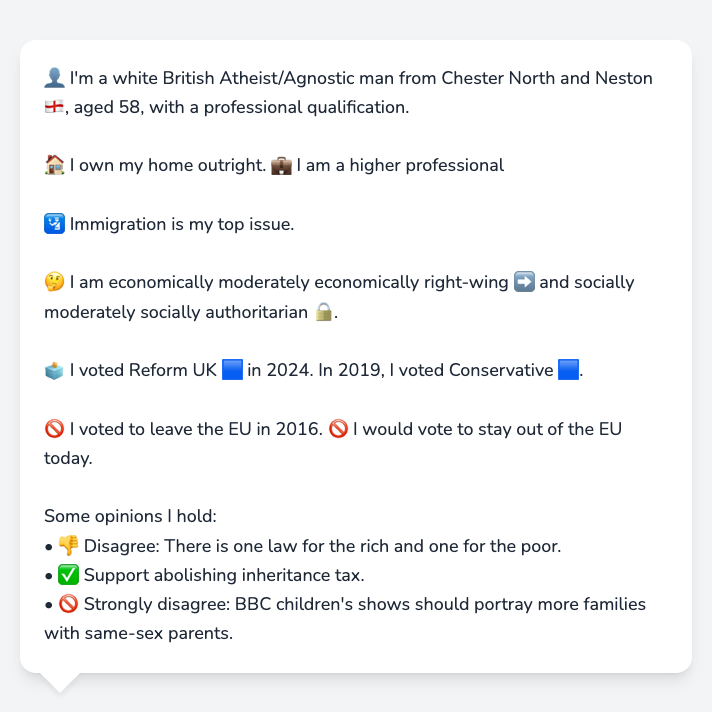 👤 I'm a white British Atheist/Agnostic man from Chester North and Neston
🏴󠁧󠁢󠁥󠁮󠁧󠁿, aged 58, with a professional qualification.
🏠 I own my home outright. 💼 I am a higher professional
🛂 Immigration is my top issue.
🤔 I am economically moderately economically right-wing ➡️ and socially
moderately socially authoritarian 🔒.
🗳️ I voted Reform UK 🟦 in 2024. In 2019, I voted Conservative 🟦.
🚫 I voted to leave the EU in 2016. 🚫 I would vote to stay out of the EU
today.
Some opinions I hold:
• 👎 Disagree: There is one law for the rich and one for the poor.
• ✅ Support abolishing inheritance tax.
• 🚫 Strongly disagree: BBC children's shows should portray more families
with same-sex parents.